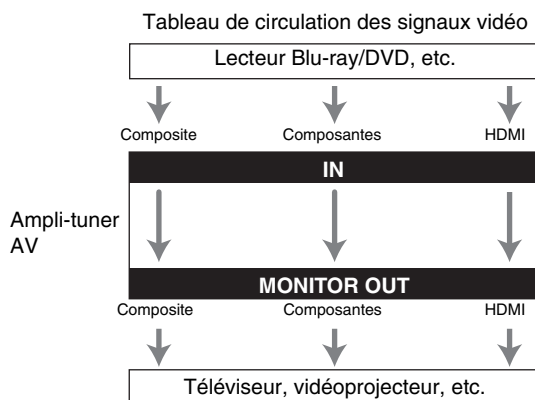 Tableau de circulation des signaux vidéo
Lecteur Blu-ray/DVD, etc.
Composite Composantes HDMI
IN
Ampli-tuner
AV
MONITOR OUT
Composite Composantes HDMI
Téléviseur, vidéoprojecteur, etc.